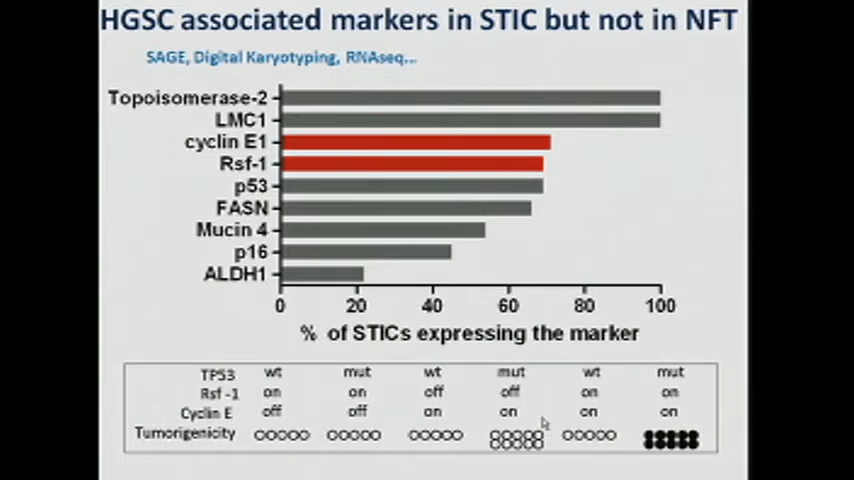 HGSC associated markers in STIC but not in NFT
SAGE, Digital Karyotyping, RNAseq...
Topoisomerase-2
LMC1
cyclin E1
Rsf-1
p53
FASN
Mucin 4
p16
ALDH1
0 20 40 60 80 100
% of STICs expressing the marker
TP53 wt mut wt mut wt mut
Rsf -1 on on off off on on
Cyclin E off off on on on on
Tumorigenicity